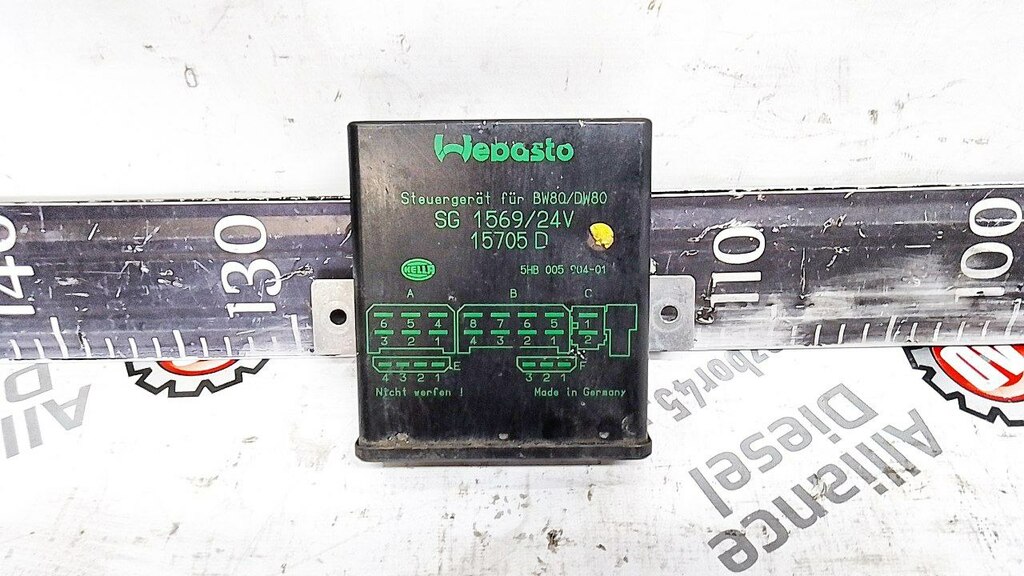 Webasto
Steuergerät für BW80/DW80
SG 1569/24V
15705 D
HELLA
5HB 005 904-01
A B C
6 5 4 8 7 6 5
3 2 1 4 3 2 1 2
E F
4 3 2 1 3 2 1
Nicht werfen ! Made in Germany
140 130 110 100
Alliance
Diesel